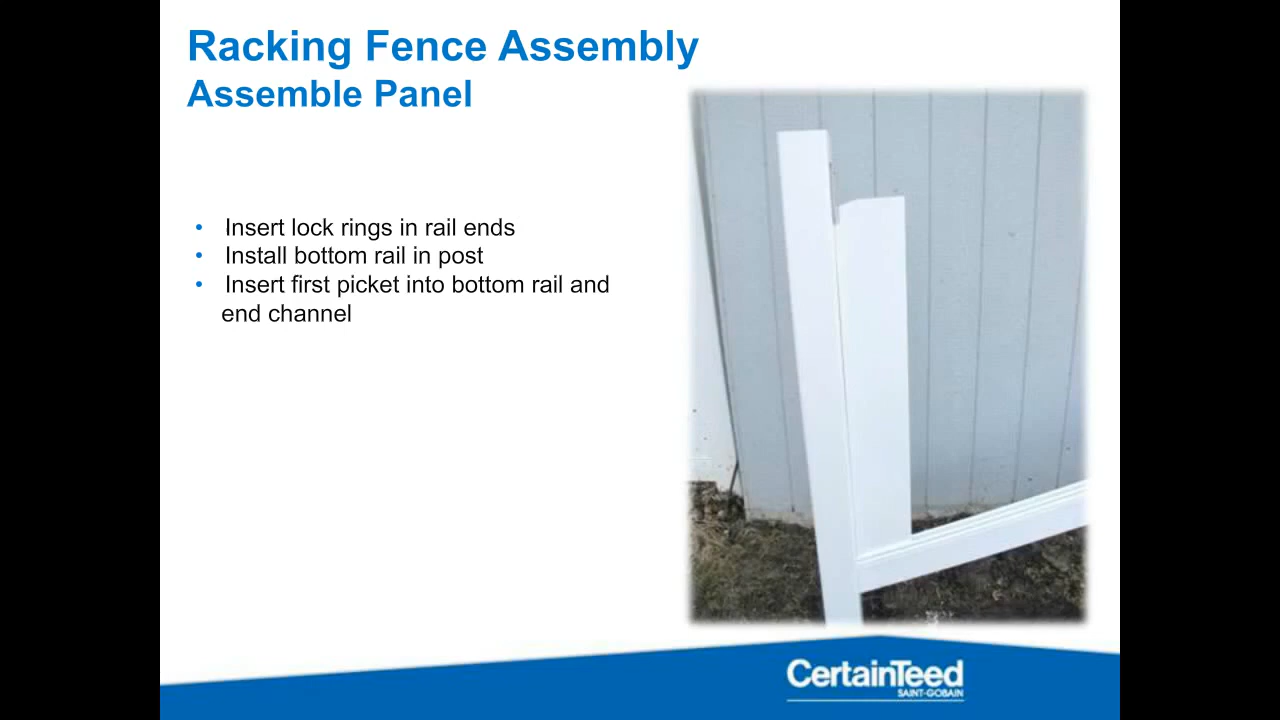 Racking Fence Assembly
Assemble Panel
• Insert lock rings in rail ends
• Install bottom rail in post
• Insert first picket into bottom rail and
end channel
CertainTeed
SAINT-GOBAIN